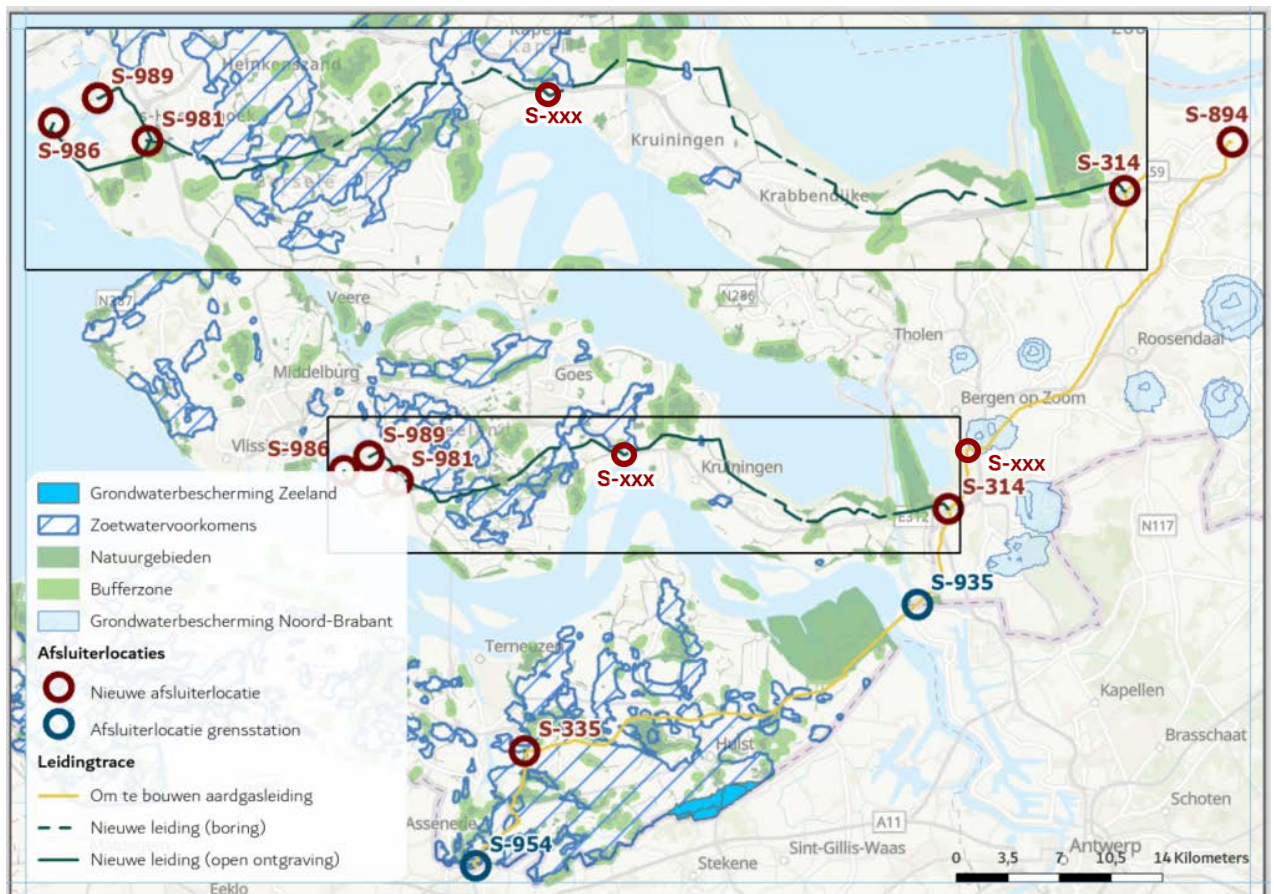 Kapelle
Heinkenszand
S-989
S-894
S-981
S-xxx
S-986
Kruiningen
S-314
Krabbendijke
N286
Veere
Tholen
Roosendaal
Middelburg
Goes
Bergen op Zoom
S-989
S-986
S-xxx
S-981
Kruiningen
S-xxx
S-314
Grondwaterbescherming Zeeland
Zoetwatervoorkomens
N117
Natuurgebieden
Bufferzone
S-935
Grondwaterbescherming Noord-Brabant
Afsluiterlocaties
Terneuzen
Nieuwe afsluiterlocatie
Kapellen
Afsluiterlocatie grensstation
S-335
Hulst
Brasschaat
Leidingtrace
Om te bouwen aardgasleiding
Schoten
Nieuwe leiding (boring)
Assenede
A11
Nieuwe leiding (open ontgraving)
S-954
Sint-Gillis-Waas
Antwerp
Stekene
0 3,5 7 10,5 14 Kilometers
Eeklo